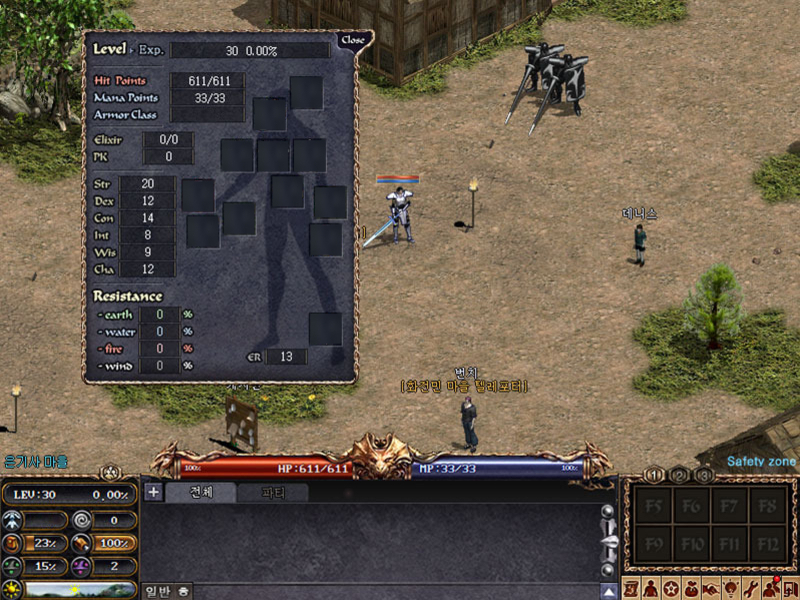 Close
Level - Exp. 30 0.00%
Hit Points 611/611
Mana Points 33/33
Armor Class
Elixir 0/0
PK 0
Str 20
Dex 12
Con 14
Int 8
Wis 9
Cha 12
Resistance
- earth 0 %
- water 0 %
- fire 0 %
- wind 0 %
ER 13
데니스
번치
[화전민 마을 텔레포터]
은기사 마을
Safety zone
100% HP:611/611 MP:33/33 100%
LEV:30 0.00%
0
23% 100%
15% 2
전체 파티
일반
1 2 3
F5 F6 F7 F8
F9 F10 F11 F12